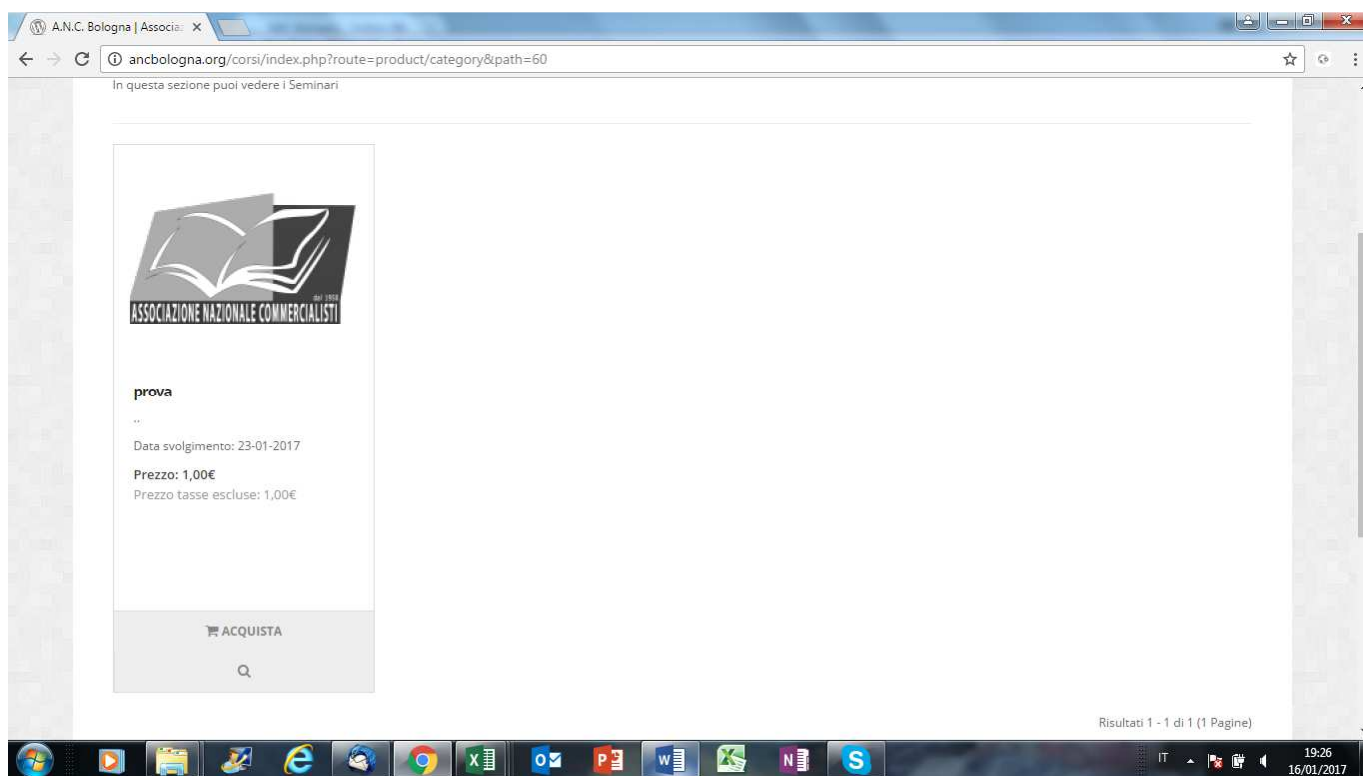 A.N.C. Bologna | Associa
ancbologna.org/corsi/index.php?route=product/category&path=60
In questa sezione puoi vedere i Seminari
dal 1958
ASSOCIAZIONE NAZIONALE COMMERCIALISTI
prova
..
Data svolgimento: 23-01-2017
Prezzo: 1,00€
Prezzo tasse escluse: 1,00€
ACQUISTA
Risultati 1 - 1 di 1 (1 Pagine)
IT
19:26
16/01/2017